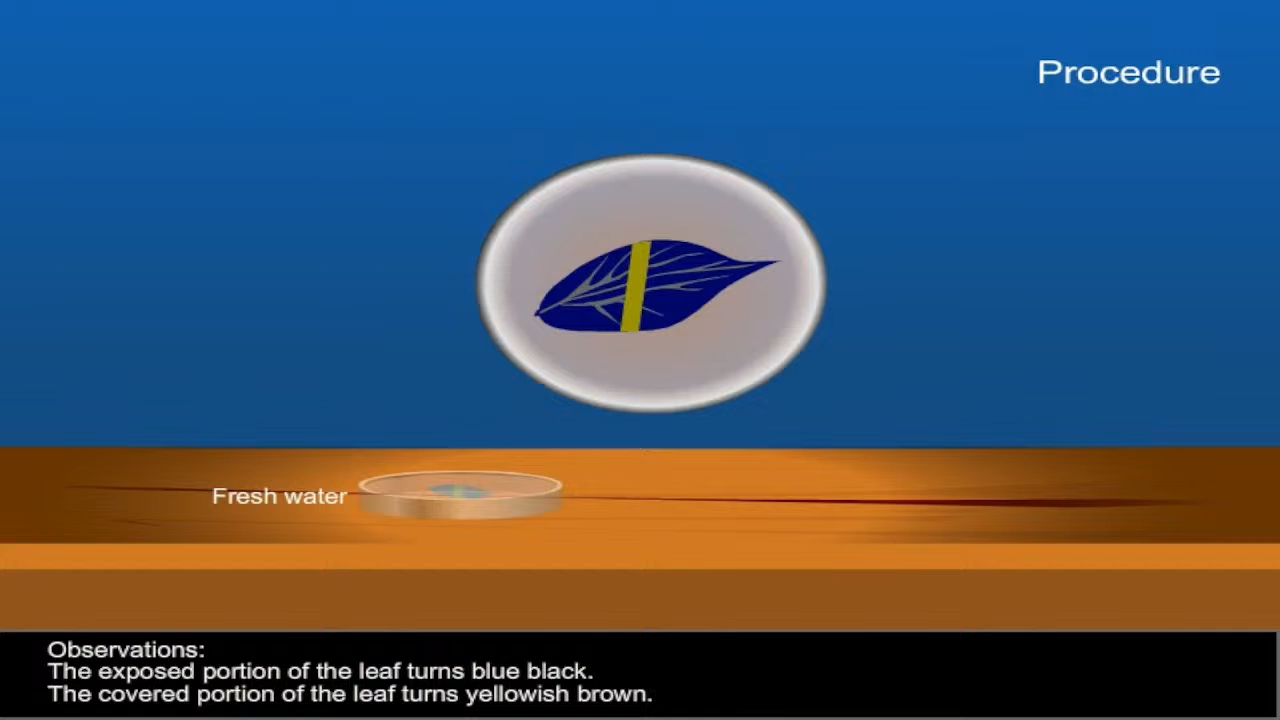 Procedure
Fresh water
Observations:
The exposed portion of the leaf turns blue black.
The covered portion of the leaf turns yellowish brown.